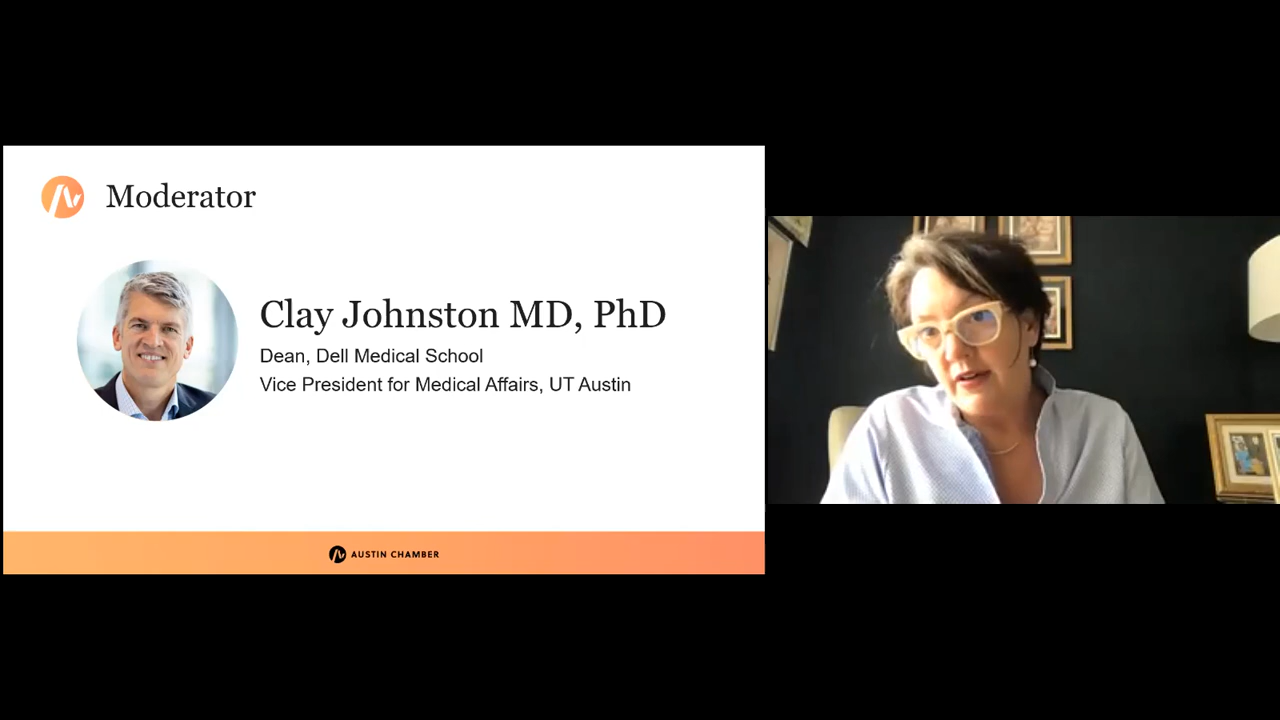 Moderator
Clay Johnston MD, PhD
Dean, Dell Medical School
Vice President for Medical Affairs, UT Austin
AUSTIN CHAMBER